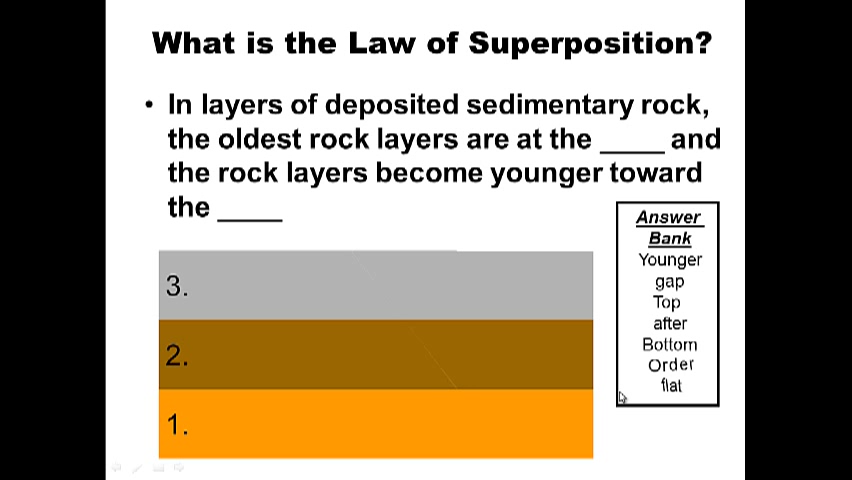 What is the Law of Superposition?
• In layers of deposited sedimentary rock,
the oldest rock layers are at the _____ and
the rock layers become younger toward
the _____
Answer
Bank
Younger
gap
Top
after
Bottom
Order
flat
3.
2.
1.